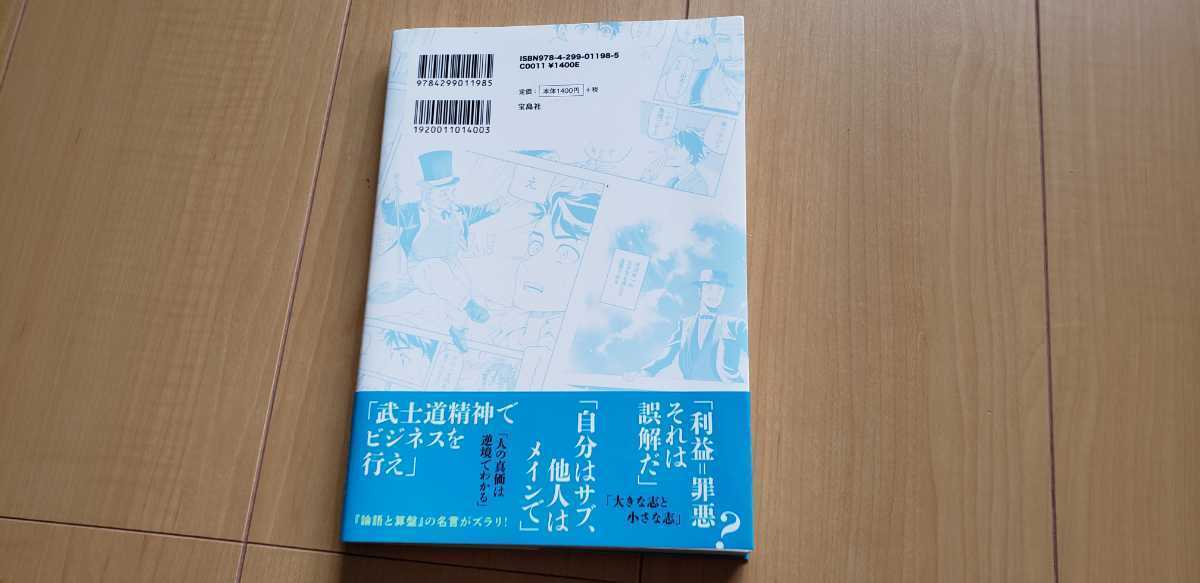 ISBN978-4-299-01198-5
C0011 ¥1400E
9784299011985
定価：本体1400円＋税
宝島社
1920011014003
え
「利益=罪悪?
それは
誤解だ」
「大きな志と
小さな志」
「自分はサブ、
他人は
メインで」
「人の真価は
逆境でわかる」
「武士道精神で
ビジネスを
行え」
『論語と算盤』の名言がズラリ!